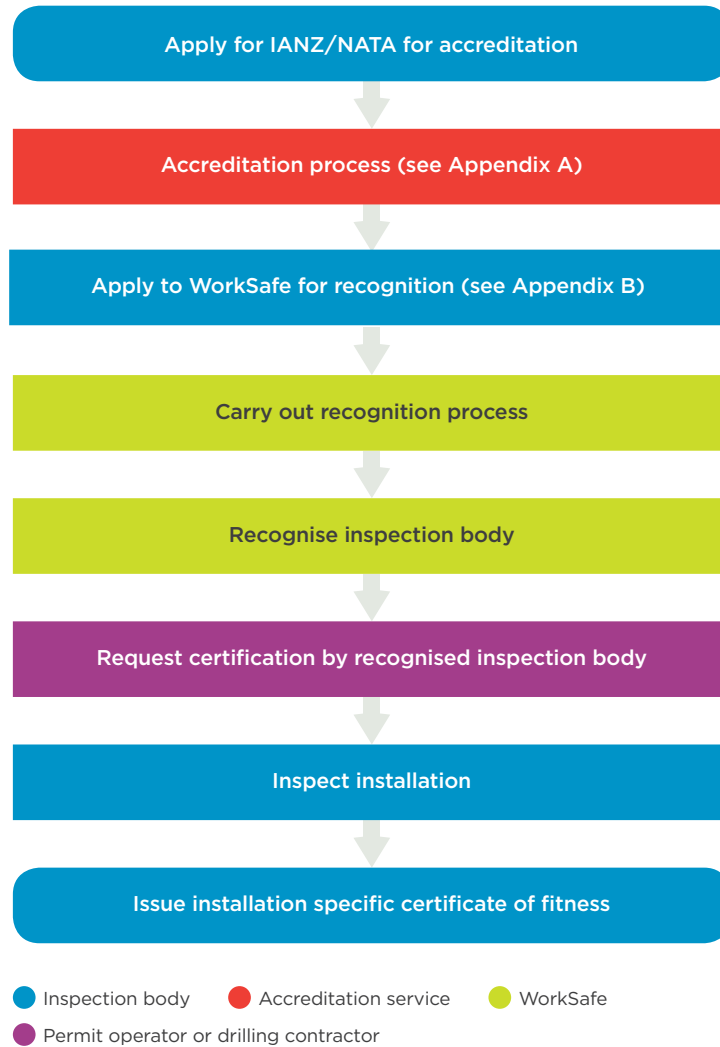 Apply for IANZ/NATA for accreditation
Accreditation process (see Appendix A)
Apply to WorkSafe for recognition (see Appendix B)
Carry out recognition process
Recognise inspection body
Request certification by recognised inspection body
Inspect installation
Issue installation specific certificate of fitness
Inspection body Accreditation service WorkSafe
Permit operator or drilling contractor